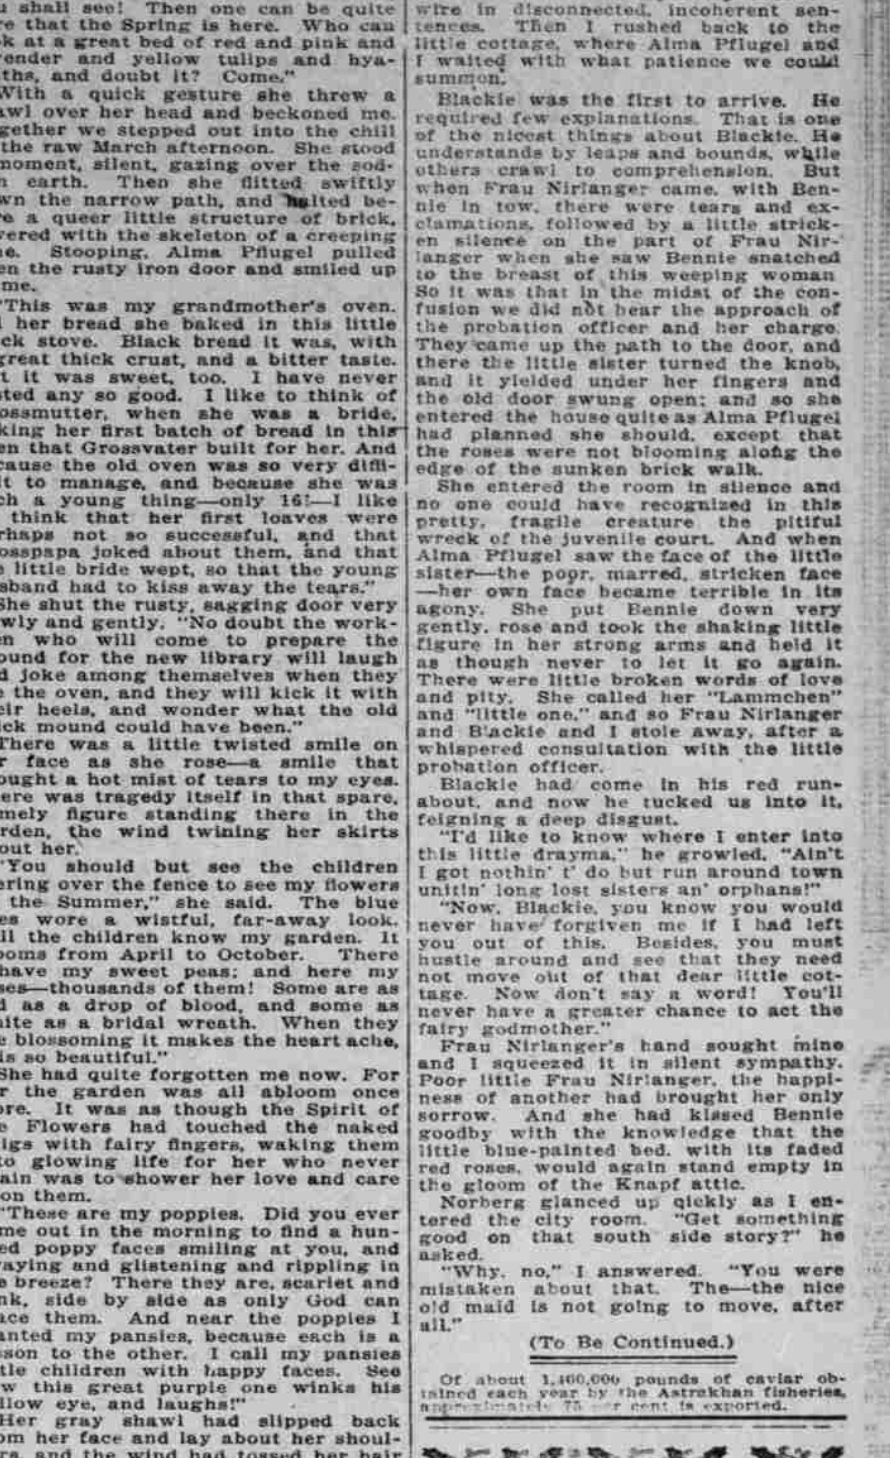 shall see! Then one can be quite
that the Spring is here. Who can
at a great bed of red and pink and
and yellow tulips and hya-
and doubt it? Come."
With a quick gesture she threw a
over her head and beckoned me.
we stepped out into the chill
the raw March afternoon. She stood
moment, silent, gazing over the sod-
earth. Then she flitted swiftly
the narrow path, and halted be-
a queer little structure of brick,
with the skeleton of a creeping
Stooping, Alma Pflugel pulled
the rusty iron door and smiled up
me.
"This was my grandmother's oven.
her bread she baked in this little
stove. Black bread it was, with
great thick crust, and a bitter taste.
it was sweet, too. I have never
any so good. I like to think of
when she was a bride,
her first batch of bread in this
that Grossvater built for her. And
the old oven was so very diffi-
to manage, and because she was
a young thing—only 16!—I like
think that her first loaves were
not so successful, and that
joked about them, and that
little bride wept, so that the young
had to kiss away the tears."
She shut the rusty, sagging door very
and gently. "No doubt the work-
who will come to prepare the
for the new library will laugh
joke among themselves when they
the oven, and they will kick it with
heels, and wonder what the old
mound could have been."
There was a little twisted smile on
face as she rose—a smile that
a hot mist of tears to my eyes.
was tragedy itself in that spare,
figure standing there in the
the wind twining her skirts
her.
"You should but see the children
over the fence to see my flowers
the Summer," she said. The blue
wore a wistful, far-away look.
the children know my garden. It
from April to October. There
have my sweet peas; and here my
—thousands of them! Some are as
as a drop of blood, and some as
as a bridal wreath. When they
blossoming it makes the heart ache,
is so beautiful."
She had quite forgotten me now. For
the garden was all abloom once
It was as though the Spirit of
Flowers had touched the naked
with fairy fingers, waking them
glowing life for her who never
was to shower her love and care
on them.
"These are my poppies. Did you ever
out in the morning to find a hun-
poppy faces smiling at you, and
and glistening and rippling in
breeze? There they are, scarlet and
side by side as only God can
them. And near the poppies I
my pansies, because each is a
to the other. I call my pansies
children with happy faces. See
this great purple one winks his
eye, and laughs!"
Her gray shawl had slipped back
her face and lay about her shoul-
and the wind had tossed her hair
wire in disconnected, incoherent sen-
tences. Then I rushed back to the
little cottage, where Alma Pflugel and
I waited with what patience we could
summon.
Blackie was the first to arrive. He
required few explanations. That is one
of the nicest things about Blackie. He
understands by leaps and bounds, while
others crawl to comprehension. But
when Frau Nirlanger came, with Ben-
nie in tow, there were tears and ex-
clamations, followed by a little strick-
en silence on the part of Frau Nir-
langer when she saw Bennie snatched
to the breast of this weeping woman
So it was that in the midst of the con-
fusion we did not hear the approach of
the probation officer and her charge.
They came up the path to the door, and
there the little sister turned the knob,
and it yielded under her fingers and
the old door swung open; and so she
entered the house quite as Alma Pflugel
had planned she should, except that
the roses were not blooming along the
edge of the sunken brick walk.
She entered the room in silence and
no one could have recognized in this
pretty, fragile creature the pitiful
wreck of the juvenile court. And when
Alma Pflugel saw the face of the little
sister—the poor, marred, stricken face
—her own face became terrible in its
agony. She put Bennie down very
gently, rose and took the shaking little
figure in her strong arms and held it
as though never to let it go again.
There were little broken words of love
and pity. She called her "Lammchen"
and "little one," and so Frau Nirlanger
and Blackie and I stole away, after a
whispered consultation with the little
probation officer.
Blackie had come in his red run-
about, and now he tucked us into it,
feigning a deep disgust.
"I'd like to know where I enter into
this little drayma," he growled, "Ain't
I got nothin' t' do but run around town
unitin' long lost sisters an' orphans!"
"Now, Blackie, you know you would
never have forgiven me if I had left
you out of this. Besides, you must
hustle around and see that they need
not move out of that dear little cot-
tage. Now don't say a word! You'll
never have a greater chance to act the
fairy godmother."
Frau Nirlanger's hand sought mine
and I squeezed it in silent sympathy.
Poor little Frau Nirlanger, the happi-
ness of another had brought her only
sorrow. And she had kissed Bennie
goodby with the knowledge that the
little blue-painted bed, with its faded
red roses, would again stand empty in
the gloom of the Knapf attic.
Norberg glanced up qickly as I en-
tered the city room. "Get something
good on that south side story?" he
asked.
"Why, no," I answered. "You were
mistaken about that. The—the nice
old maid is not going to move, after
all."
(To Be Continued.)
Of about 1,400,000 pounds of caviar ob-
tained each year by the Astrakhan fisheries,
approximately 75 per cent is exported.